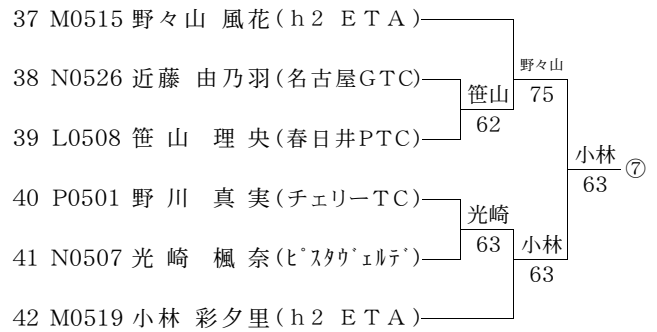 37 M0515 野々山 風花(h2 ETA)
野々山
38 N0526 近藤 由乃羽(名古屋GTC)
笹山
75
62
39 L0508 笹山 理央(春日井PTC)
小林
⑦
63
40 P0501 野川 真実(チェリーTC)
光崎
63
小林
41 N0507 光崎 楓奈(ﾋﾟｽﾀｳﾞｪﾙﾃﾞ)
63
42 M0519 小林 彩夕里(h2 ETA)